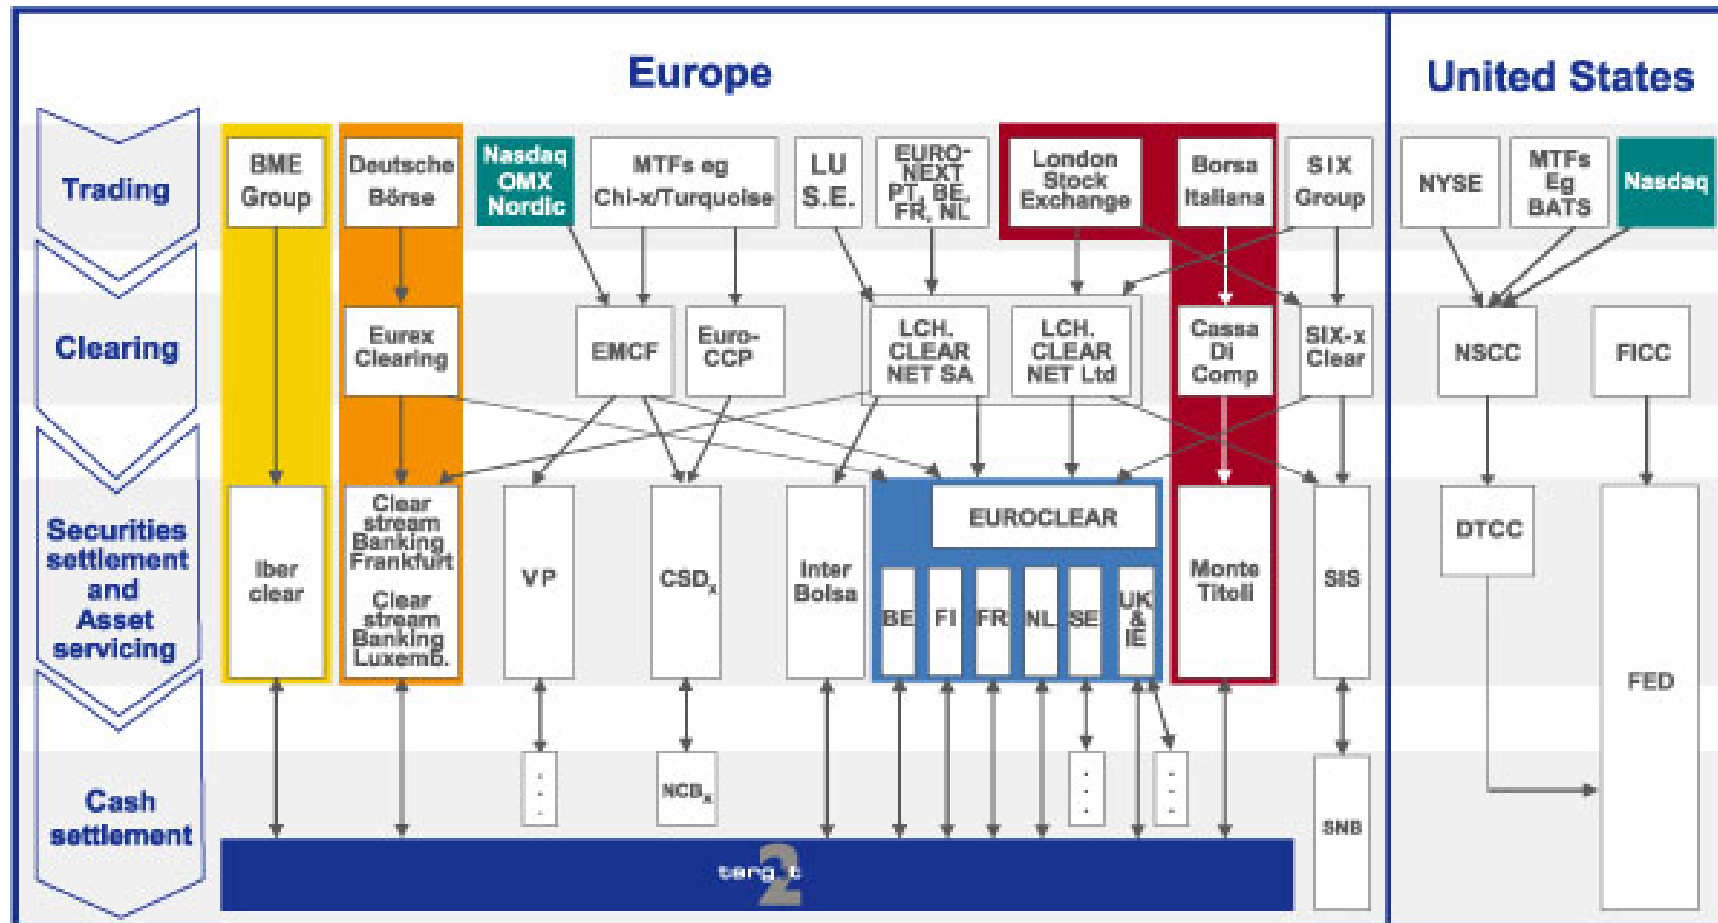 Europe
United States
Trading
BME
Group
Deutsche
Börse
Nasdaq
OMX
Nordic
MTFs eg
Chi-x/Turquoise
LU
S.E.
EURO-
NEXT
PT, BE,
FR, NL
London
Stock
Exchange
Borsa
Italiana
SIX
Group
NYSE
MTFs
Eg
BATS
Nasdaq
Clearing
Eurex
Clearing
EMCF
Euro-
CCP
LCH.
CLEAR
NET SA
LCH.
CLEAR
NET Ltd
Cassa
Di
Comp
SIX-x
Clear
NSCC
FICC
Securities
settlement
and
Asset
servicing
Iber
clear
Clear
stream
Banking
Frankfurt
Clear
stream
Banking
Luxemb.
VP
CSDx
Inter
Bolsa
EUROCLEAR
BE
FI
FR
NL
SE
UK
&
IE
Monte
Titoli
SIS
DTCC
FED
Cash
settlement
NCBx
SNB
targ2t